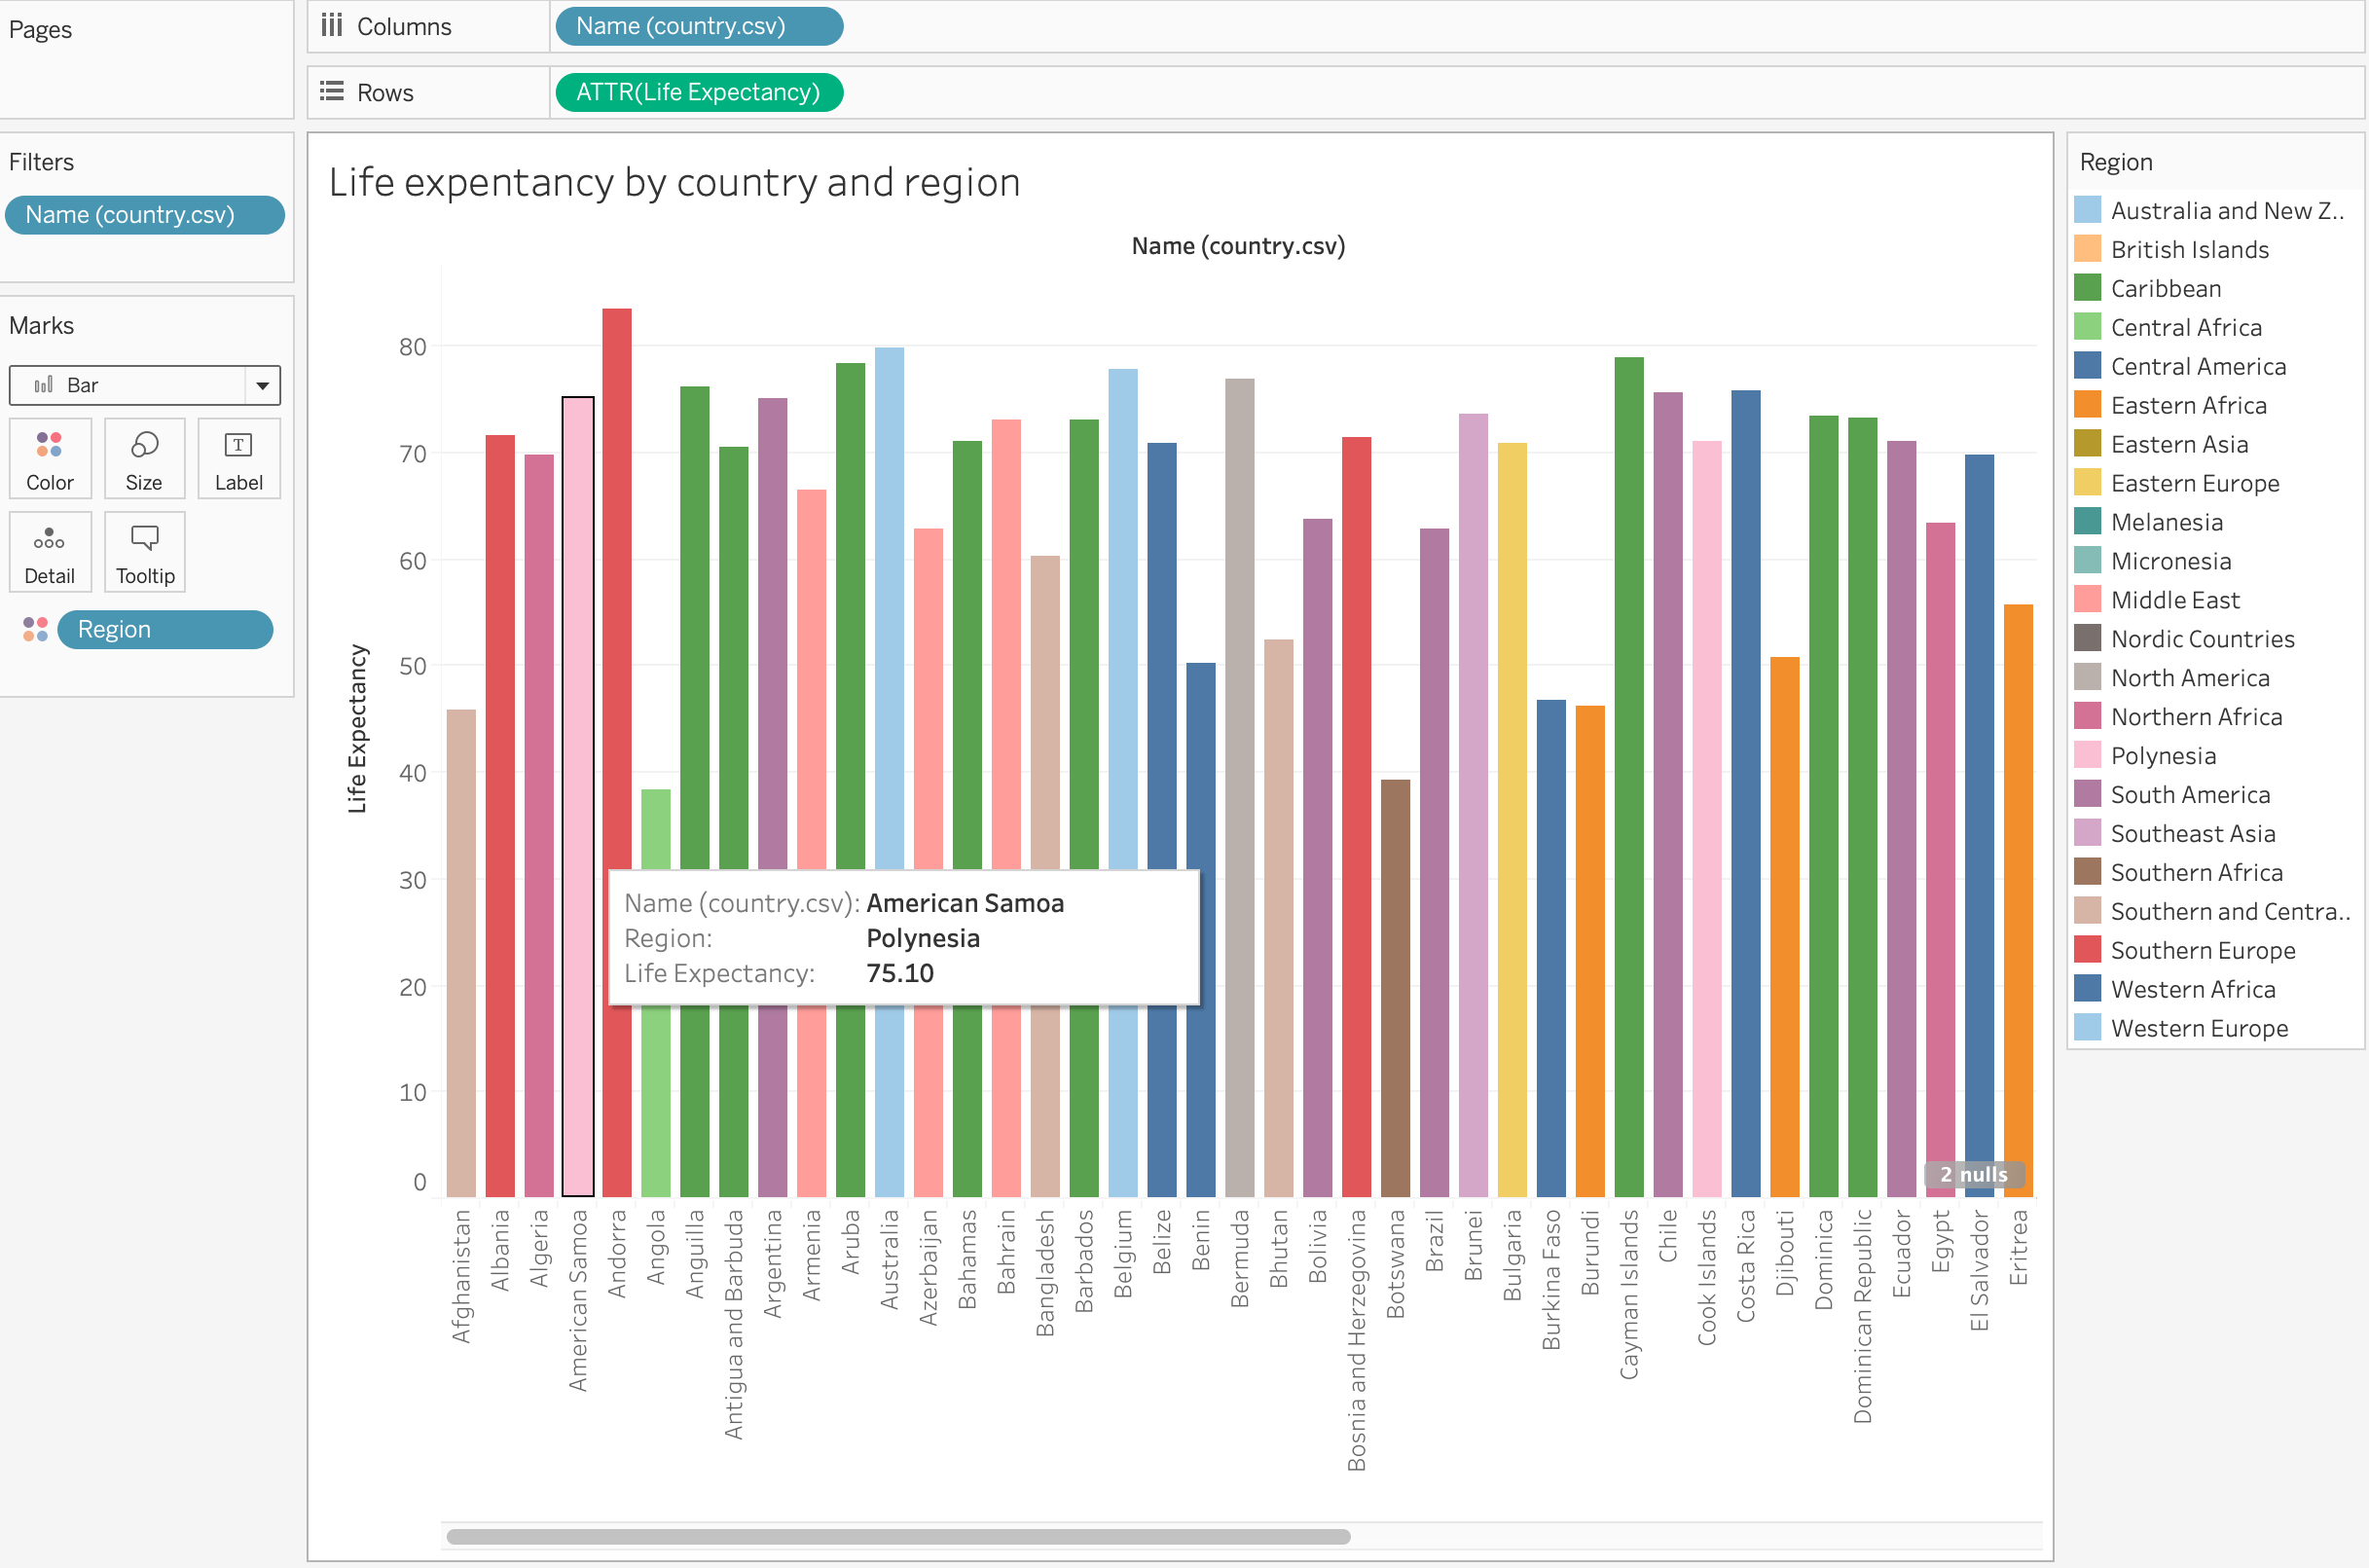 Pages
Columns
Name (country.csv)
Rows
ATTR(Life Expectancy)
Filters
Name (country.csv)
Marks
Bar
Color
Size
Label
Detail
Tooltip
Region
Life expentancy by country and region
Name (country.csv)
Life Expectancy
80
70
60
50
40
30
20
10
0
Name (country.csv): American Samoa
Region: Polynesia
Life Expectancy: 75.10
2 nulls
Afghanistan
Albania
Algeria
American Samoa
Andorra
Angola
Anguilla
Antigua and Barbuda
Argentina
Armenia
Aruba
Australia
Azerbaijan
Bahamas
Bahrain
Bangladesh
Barbados
Belgium
Belize
Benin
Bermuda
Bhutan
Bolivia
Bosnia and Herzegovina
Botswana
Brazil
Brunei
Bulgaria
Burkina Faso
Burundi
Cayman Islands
Chile
Cook Islands
Costa Rica
Djibouti
Dominica
Dominican Republic
Ecuador
Egypt
El Salvador
Eritrea
Region
Australia and New Z..
British Islands
Caribbean
Central Africa
Central America
Eastern Africa
Eastern Asia
Eastern Europe
Melanesia
Micronesia
Middle East
Nordic Countries
North America
Northern Africa
Polynesia
South America
Southeast Asia
Southern Africa
Southern and Centra..
Southern Europe
Western Africa
Western Europe